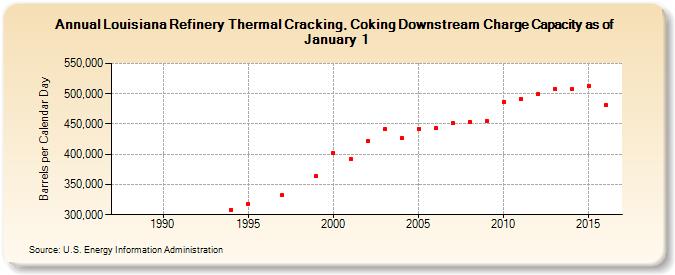 Annual Louisiana Refinery Thermal Cracking, Coking Downstream Charge Capacity as of
January 1
Barrels per Calendar Day
550,000
500,000
450,000
400,000
350,000
300,000
1990 1995 2000 2005 2010 2015
Source: U.S. Energy Information Administration